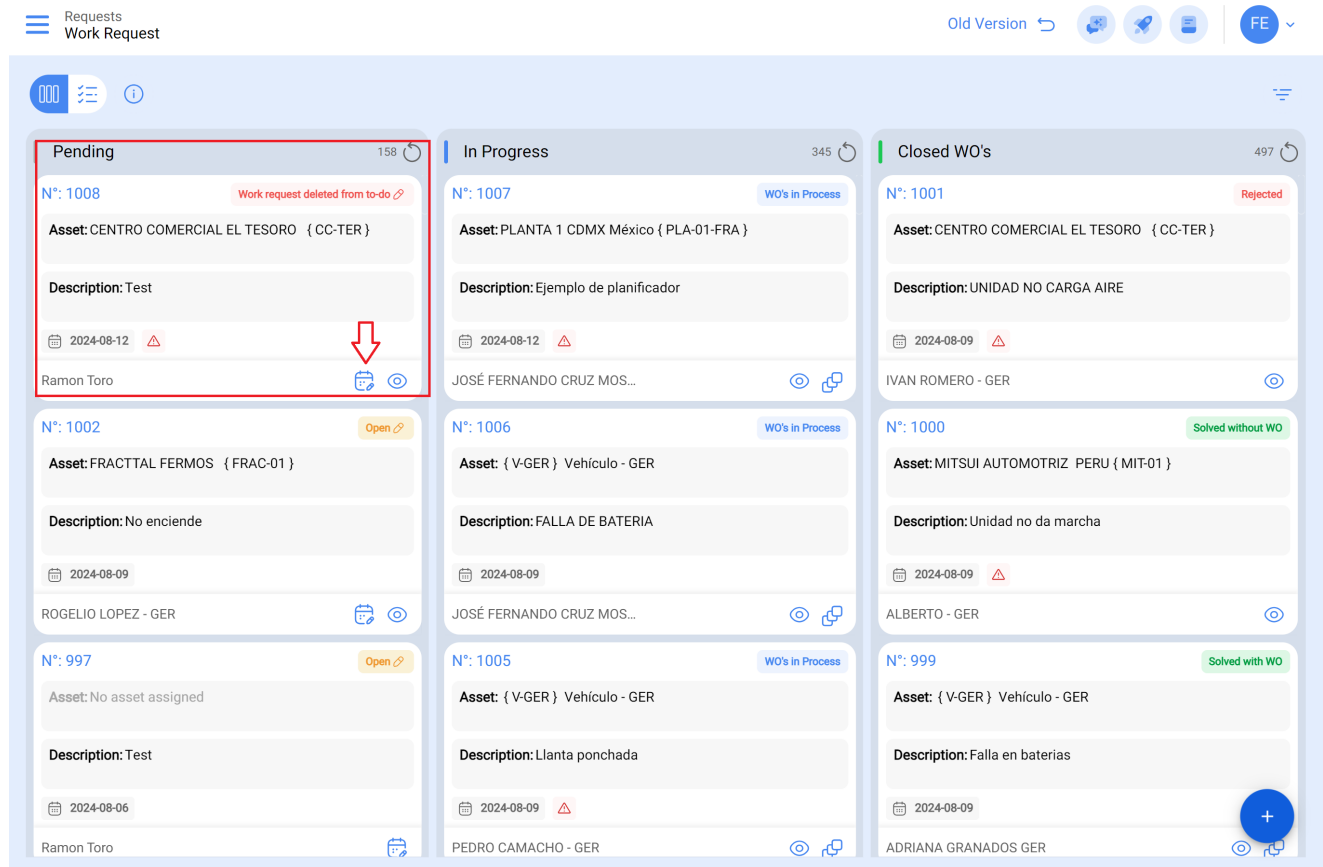 Requests
Work Request
Old Version
FE
Pending
158
N°: 1008
Work request deleted from to-do
Asset: CENTRO COMERCIAL EL TESORO { CC-TER }
Description: Test
2024-08-12
Ramon Toro
N°: 1002
Open
Asset: FRACTTAL FERMOS { FRAC-01 }
Description: No enciende
2024-08-09
ROGELIO LOPEZ - GER
N°: 997
Open
Asset: No asset assigned
Description: Test
2024-08-06
Ramon Toro
In Progress
345
N°: 1007
WO's in Process
Asset: PLANTA 1 CDMX México { PLA-01-FRA }
Description: Ejemplo de planificador
2024-08-12
JOSÉ FERNANDO CRUZ MOS...
N°: 1006
WO's in Process
Asset: { V-GER } Vehículo - GER
Description: FALLA DE BATERIA
2024-08-09
JOSÉ FERNANDO CRUZ MOS...
N°: 1005
WO's in Process
Asset: { V-GER } Vehículo - GER
Description: Llanta ponchada
2024-08-09
PEDRO CAMACHO - GER
Closed WO's
497
N°: 1001
Rejected
Asset: CENTRO COMERCIAL EL TESORO { CC-TER }
Description: UNIDAD NO CARGA AIRE
2024-08-09
IVAN ROMERO - GER
N°: 1000
Solved without WO
Asset: MITSUI AUTOMOTRIZ PERU { MIT-01 }
Description: Unidad no da marcha
2024-08-09
ALBERTO - GER
N°: 999
Solved with WO
Asset: { V-GER } Vehículo - GER
Description: Falla en baterias
2024-08-09
ADRIANA GRANADOS GER